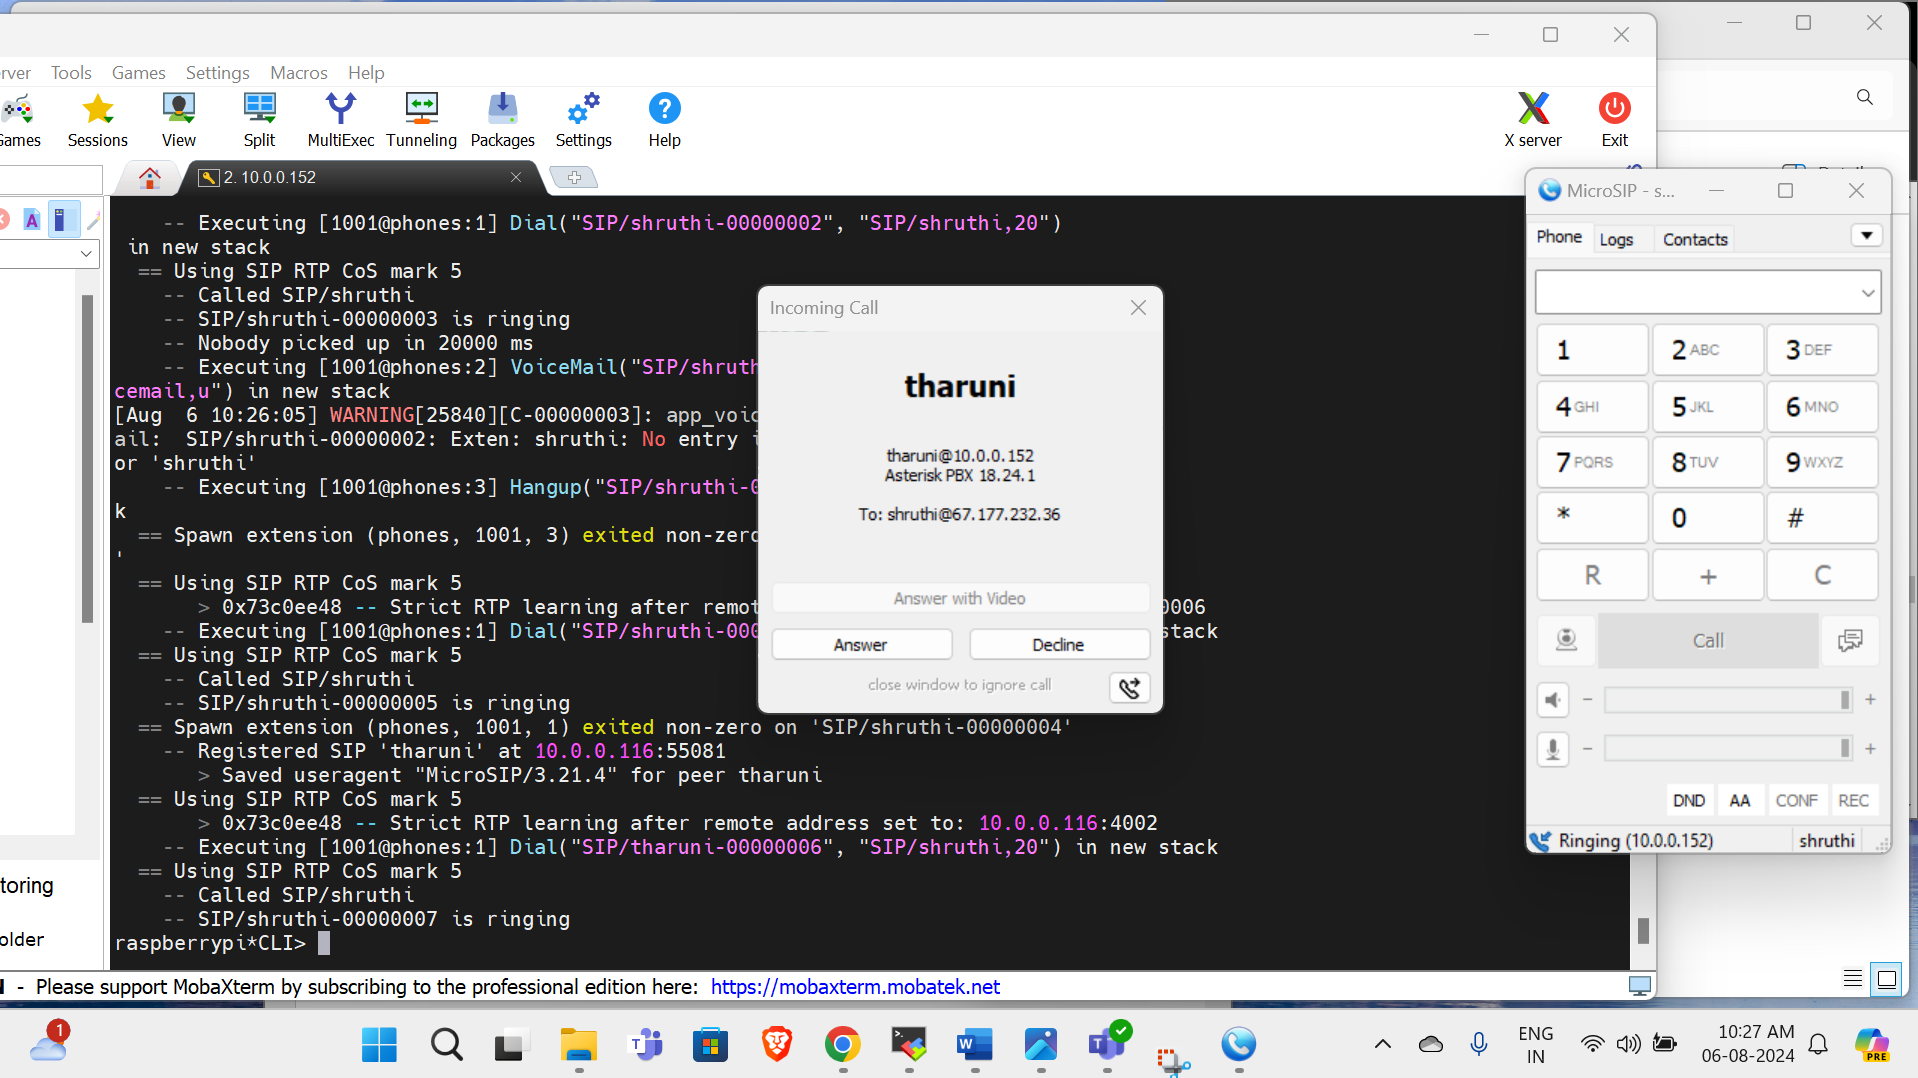 Tools Games Settings Macros Help
Sessions View Split MultiExec Tunneling Packages Settings Help X server Exit
2. 10.0.0.152
-- Executing [1001@phones:1] Dial("SIP/shruthi-00000002", "SIP/shruthi,20")
in new stack
== Using SIP RTP CoS mark 5
-- Called SIP/shruthi
-- SIP/shruthi-00000003 is ringing
-- Nobody picked up in 20000 ms
-- Executing [1001@phones:2] VoiceMail("SIP/shruth
cemail,u") in new stack
[Aug  6 10:26:05] WARNING[25840][C-00000003]: app_voic
ail:  SIP/shruthi-00000002: Exten: shruthi: No entry
or 'shruthi'
-- Executing [1001@phones:3] Hangup("SIP/shruthi-0
k
== Spawn extension (phones, 1001, 3) exited non-zero
'
== Using SIP RTP CoS mark 5
> 0x73c0ee48 -- Strict RTP learning after remot 0006
-- Executing [1001@phones:1] Dial("SIP/shruthi-000 stack
== Using SIP RTP CoS mark 5
-- Called SIP/shruthi
-- SIP/shruthi-00000005 is ringing
== Spawn extension (phones, 1001, 1) exited non-zero on 'SIP/shruthi-00000004'
-- Registered SIP 'tharuni' at 10.0.0.116:55081
> Saved useragent "MicroSIP/3.21.4" for peer tharuni
== Using SIP RTP CoS mark 5
> 0x73c0ee48 -- Strict RTP learning after remote address set to: 10.0.0.116:4002
-- Executing [1001@phones:1] Dial("SIP/tharuni-00000006", "SIP/shruthi,20") in new stack
== Using SIP RTP CoS mark 5
-- Called SIP/shruthi
-- SIP/shruthi-00000007 is ringing
raspberrypi*CLI>
Incoming Call
tharuni
tharuni@10.0.0.152
Asterisk PBX 18.24.1
To: shruthi@67.177.232.36
Answer with Video
Answer Decline
close window to ignore call
MicroSIP - s...
Phone Logs Contacts
1 2 ABC 3 DEF
4 GHI 5 JKL 6 MNO
7 PQRS 8 TUV 9 WXYZ
* 0 #
R + C
Call
- +
- +
DND AA CONF REC
Ringing (10.0.0.152) shruthi
toring
older
- Please support MobaXterm by subscribing to the professional edition here: https://mobaxterm.mobatek.net
1
ENG
IN
10:27 AM
06-08-2024
PRE